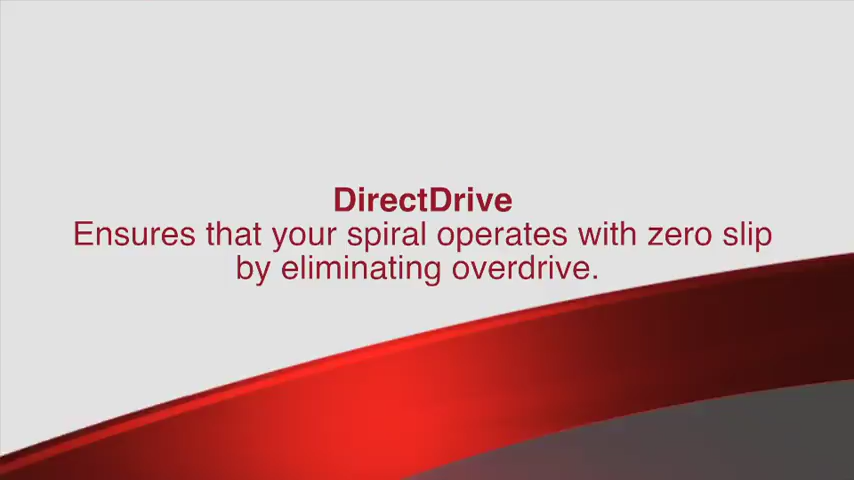 DirectDrive
Ensures that your spiral operates with zero slip
by eliminating overdrive.